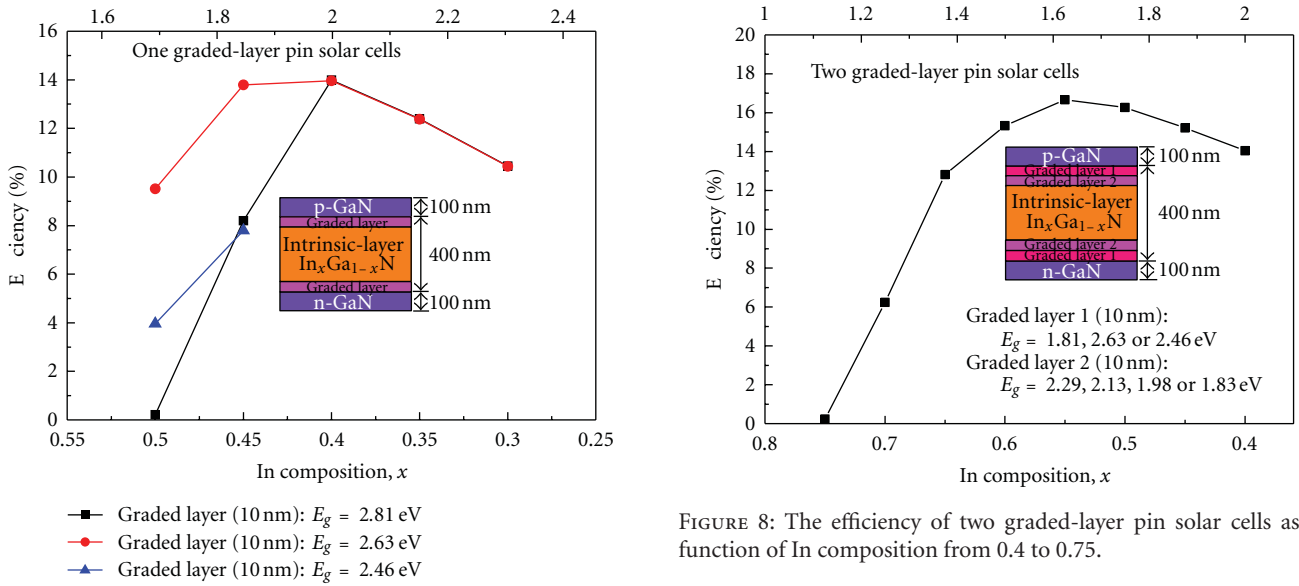 1.6 1.8 2 2.2 2.4
16
14
12
10
8
6
4
2
0
E ciency (%)
One graded-layer pin solar cells
p-GaN
Graded layer
Intrinsic-layer
InₓGa₁₋ₓN
Graded layer
n-GaN
100 nm
400 nm
100 nm
0.55 0.5 0.45 0.4 0.35 0.3 0.25
In composition, x
Graded layer (10 nm): E_g = 2.81 eV
Graded layer (10 nm): E_g = 2.63 eV
Graded layer (10 nm): E_g = 2.46 eV
1 1.2 1.4 1.6 1.8 2
20
18
16
14
12
10
8
6
4
2
0
E ciency (%)
Two graded-layer pin solar cells
p-GaN
Graded layer 1
Graded layer 2
Intrinsic-layer
InₓGa₁₋ₓN
Graded layer 2
Graded layer 1
n-GaN
100 nm
400 nm
100 nm
Graded layer 1 (10 nm):
E_g = 1.81, 2.63 or 2.46 eV
Graded layer 2 (10 nm):
E_g = 2.29, 2.13, 1.98 or 1.83 eV
0.8 0.7 0.6 0.5 0.4
In composition, x
FIGURE 8: The efficiency of two graded-layer pin solar cells as
function of In composition from 0.4 to 0.75.